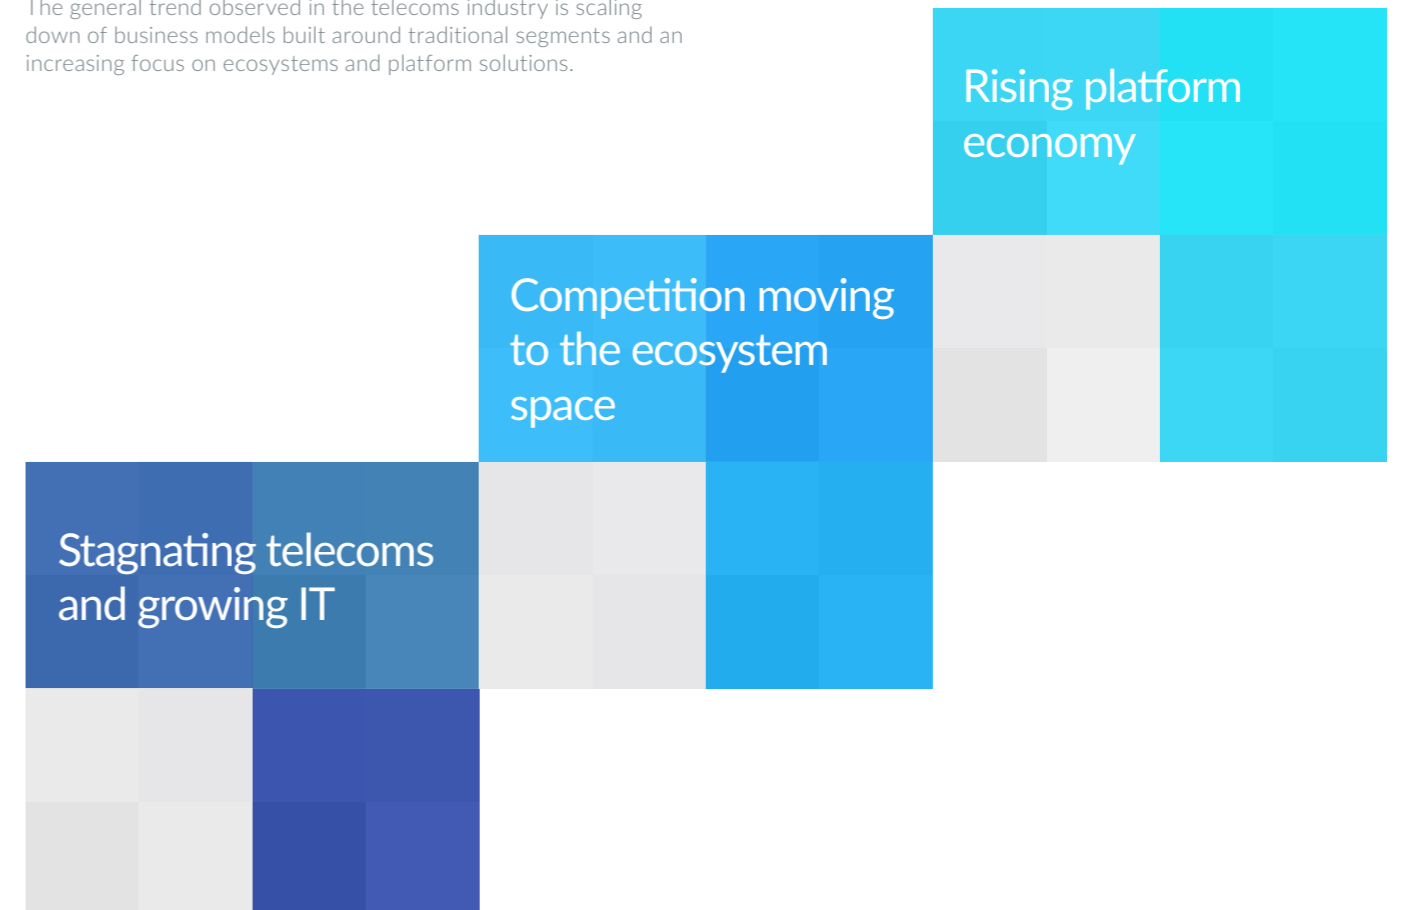 The general trend observed in the telecoms industry is scaling
down of business models built around traditional segments and an
increasing focus on ecosystems and platform solutions.
Rising platform
economy
Competition moving
to the ecosystem
space
Stagnating telecoms
and growing IT